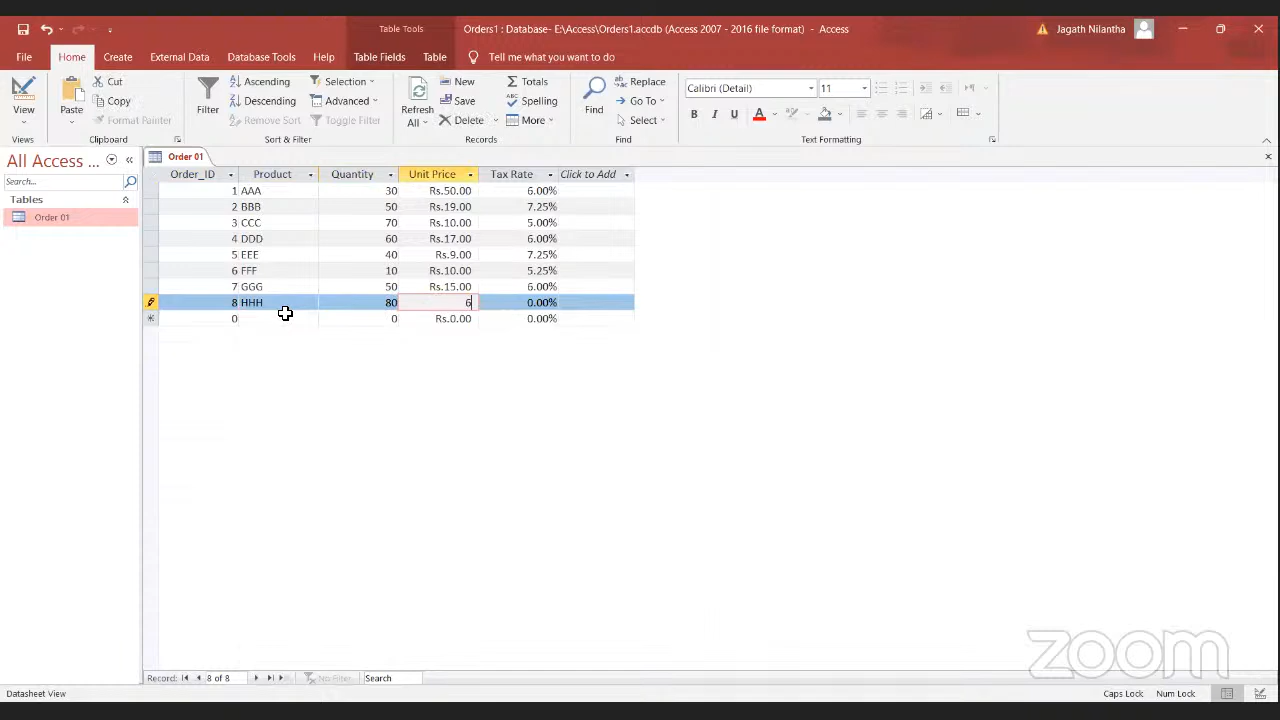 Table Tools
Orders1 : Database- E:\Access\Orders1.accdb (Access 2007 - 2016 file format) - Access
Jagath Nilantha
File Home Create External Data Database Tools Help Table Fields Table Tell me what you want to do
View
Views
Paste
Cut
Copy
Format Painter
Clipboard
Filter
Ascending
Descending
Remove Sort
Selection
Advanced
Toggle Filter
Sort & Filter
Refresh
All
New
Save
Delete
Totals
Spelling
More
Records
Find
Replace
Go To
Select
Find
Calibri (Detail) 11
B I U A
Text Formatting
All Access ...
Search...
Tables
Order 01
Order 01
Order_ID Product Quantity Unit Price Tax Rate Click to Add
1 AAA 30 Rs.50.00 6.00%
2 BBB 50 Rs.19.00 7.25%
3 CCC 70 Rs.10.00 5.00%
4 DDD 60 Rs.17.00 6.00%
5 EEE 40 Rs.9.00 7.25%
6 FFF 10 Rs.10.00 5.25%
7 GGG 50 Rs.15.00 6.00%
8 HHH 80 6 0.00%
0 0 Rs.0.00 0.00%
zoom
Record: 8 of 8 No Filter Search
Datasheet View Caps Lock Num Lock